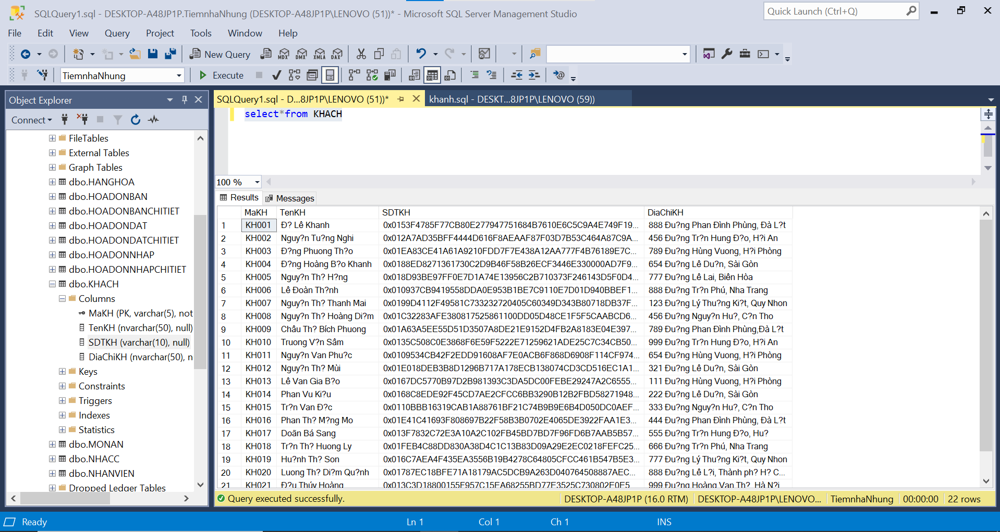 SQLQuery1.sql - DESKTOP-A48JP1P.TiemnhaNhung (DESKTOP-A48JP1P\LENOVO (51))* - Microsoft SQL Server Management Studio
Quick Launch (Ctrl+Q)
File Edit View Query Project Tools Window Help
New Query MDX DMX XMLA DAX
TiemnhaNhung Execute
Object Explorer
Connect
FileTables
External Tables
Graph Tables
dbo.HANGHOA
dbo.HOADONBAN
dbo.HOADONBANCHITIET
dbo.HOADONDAT
dbo.HOADONDATCHITIET
dbo.HOADONNHAP
dbo.HOADONNHAPCHITIET
dbo.KHACH
Columns
MaKH (PK, varchar(5), not
TenKH (nvarchar(50), null)
SDTKH (varchar(10), null)
DiaChiKH (nvarchar(50), n
Keys
Constraints
Triggers
Indexes
Statistics
dbo.MONAN
dbo.NHACC
dbo.NHANVIEN
Dropped Ledger Tables
SQLQuery1.sql - D...8JP1P\LENOVO (51))* khanh.sql - DESKT...8JP1P\LENOVO (59))
select*from KHACH
100 %
Results Messages
MaKH TenKH SDTKH DiaChiKH
1 KH001 Đ? Lê Khanh 0x0153F4785F77CB80E277947751684B7610E6C5C9A4E749F19... 888 Đu?ng Phan Đình Phùng, Đà L?t
2 KH002 Nguy?n Tu?ng Nghi 0x012A7AD35BFF4444D616F8AEAAF87F03D7B53C464A87C9A... 456 Đu?ng Tr?n Hung Đ?o, H?i An
3 KH003 Đ?ng Phuong Th?o 0x01EA83CE41A61A9210FDD7F7E438A12AA777F4B76189E7C... 789 Đu?ng Hùng Vuong, H?i Phòng
4 KH004 Đ?ng Hoàng B?o Khanh 0x0188ED8271361730C2D9B46F58B26ECF3446E330000AD7F9... 654 Đu?ng Lê Du?n, Sài Gòn
5 KH005 Nguy?n Th? H?ng 0x018D93BE97FF0E7D1A74E13956C2B710373F246143D5F0D4... 777 Đu?ng Lê Lai, Biên Hòa
6 KH006 Lê Đoàn Th?nh 0x010937CB9419558DDA0E953B1BE7C9110E7D01D940BBEF1... 888 Đu?ng Tr?n Phú, Nha Trang
7 KH007 Nguy?n Th? Thanh Mai 0x0199D4112F49581C733232720405C60349D343B80718DB37F... 123 Đu?ng Lý Thu?ng Ki?t, Quy Nhon
8 KH008 Nguy?n Th? Hoàng Di?m 0x01C32283AFE380817525861100DD05D48CE1F5F5CAABCD6... 456 Đu?ng Nguy?n Hu?, C?n Tho
9 KH009 Châu Th? Bích Phuong 0x01A63A5EE55D51D3507A8DE21E9152D4FB2A8183E04E397... 789 Đu?ng Phan Đình Phùng,Đà L?t
10 KH010 Truong V?n Sâm 0x0135C508C0E3868F6E59F5222E71259621ADE25C7C34CB50... 999 Đu?ng Tr?n Hung Đ?o, H?i An
11 KH011 Nguy?n Van Phu?c 0x0109534CB42F2EDD91608AF7E0ACB6F868D6908F114CF974... 654 Đu?ng Hùng Vuong, H?i Phòng
12 KH012 Nguy?n Th? Mùi 0x01E018DEB3B8D1296B717A178ECB138074CD3CD516EC1A1... 321 Đu?ng Lê Du?n, Sài Gòn
13 KH013 Lê Van Gia B?o 0x0167DC5770B97D2B981393C3DA5DC00FEBE29247A2C6555... 111 Đu?ng Hùng Vuong, H?i Phòng
14 KH014 Phan Vu Ki?u 0x0168C8EDE92F45CD7AE2CFCC6BB3290B12B2FBD58271948... 222 Đu?ng Lê Du?n, Sài Gòn
15 KH015 Tr?n Van Đ?c 0x0110BBB16319CAB1A88761BF21C74B9B9E6B4D050DC0AEF... 333 Đu?ng Nguy?n Hu?, C?n Tho
16 KH016 Phan Th? M?ng Mo 0x01E41C41693F808697B22F58B3B0702E4065DE3922FAA1E3... 444 Đu?ng Phan Đình Phùng, Đà L?t
17 KH017 Doãn Bá Sang 0x013F7832C72E3A10A2C102FB45BD7BD7F96FD6B7AAB5B57... 555 Đu?ng Tr?n Hung Đ?o, Hu?
18 KH018 Tr?n Th? Huong Ly 0x01FEB4C88DD830A38D4C1C13B83D09A29E2EC0218FEFC25... 666 Đu?ng Tr?n Phú, Nha Trang
19 KH019 Hu?nh Th? Son 0x016C7AEA4F435EA3556B19B4278C64805CFCC461B547B5E3... 777 Đu?ng Lý Thu?ng Ki?t, Quy Nhon
20 KH020 Luong Th? Di?m Qu?nh 0x01787EC18BFE71A18179AC5DCB9A263D040764508887AEC... 888 Đu?ng Lê L?i, Thành ph? H? C...
21 KH021 Đ?u Thúy Hoàng 0x013C3D18800155E957C15EA68255BD77E3525C730802E0E5... 999 Đu?ng Hoàng Van Th?, Hà N?i
Query executed successfully. DESKTOP-A48JP1P (16.0 RTM) DESKTOP-A48JP1P\LENOVO... TiemnhaNhung 00:00:00 22 rows
Ready Ln 1 Col 1 Ch 1 INS